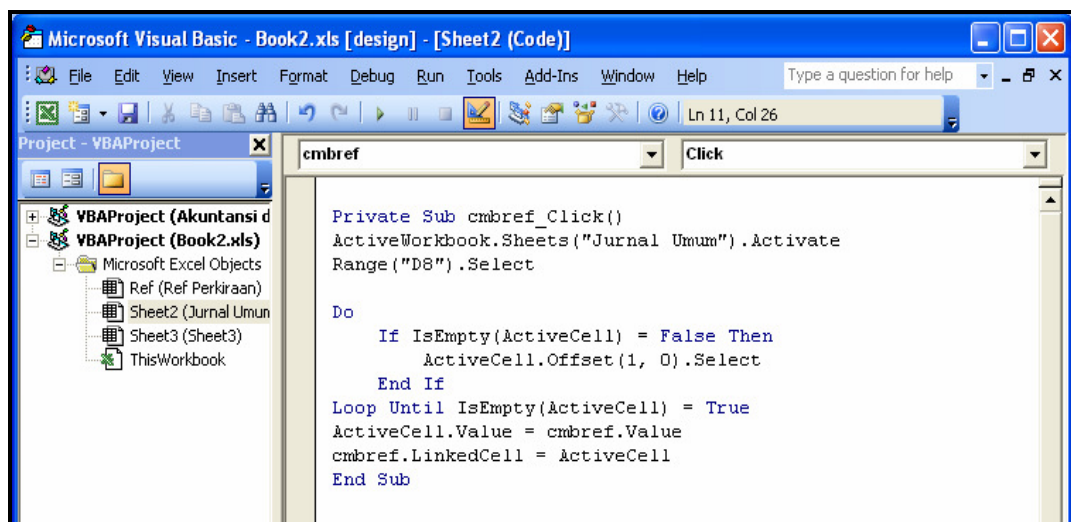 Microsoft Visual Basic - Book2.xls [design] - [Sheet2 (Code)]
File Edit View Insert Format Debug Run Tools Add-Ins Window Help Type a question for help
Ln 11, Col 26
Project - VBAProject
cmbref Click
VBAProject (Akuntansi d
VBAProject (Book2.xls)
Microsoft Excel Objects
Ref (Ref Perkiraan)
Sheet2 (Jurnal Umum
Sheet3 (Sheet3)
ThisWorkbook
Private Sub cmbref_Click()
ActiveWorkbook.Sheets("Jurnal Umum").Activate
Range("D8").Select
Do
If IsEmpty(ActiveCell) = False Then
ActiveCell.Offset(1, 0).Select
End If
Loop Until IsEmpty(ActiveCell) = True
ActiveCell.Value = cmbref.Value
cmbref.LinkedCell = ActiveCell
End Sub